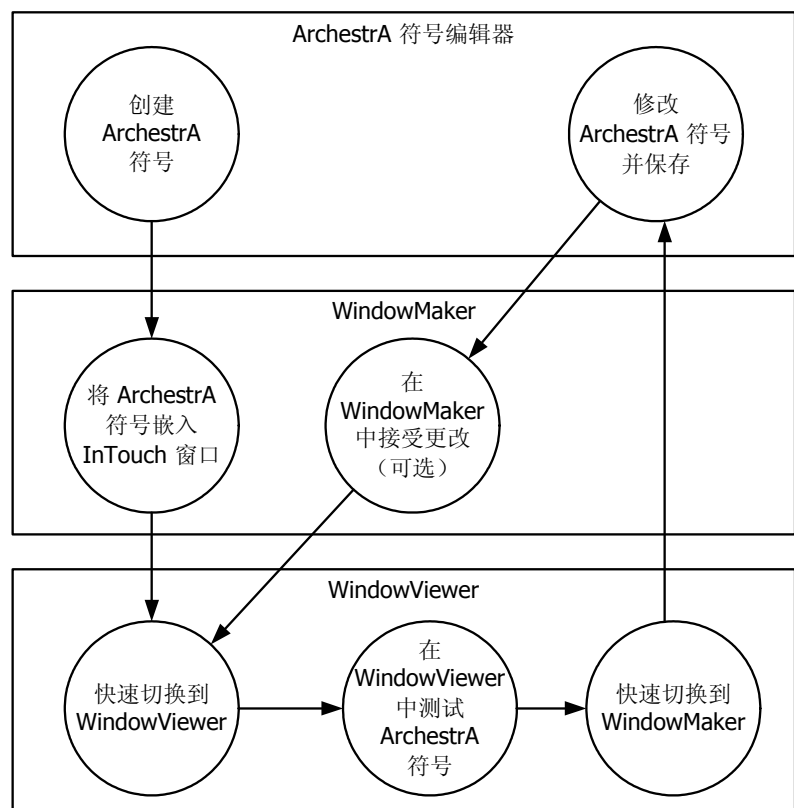 ArchestrA 符号编辑器
创建
ArchestrA
符号
修改
ArchestrA 符号
并保存
WindowMaker
将 ArchestrA
符号嵌入
InTouch 窗口
在
WindowMaker
中接受更改
（可选）
WindowViewer
快速切换到
WindowViewer
在
WindowViewer
中测试
ArchestrA
符号
快速切换到
WindowMaker